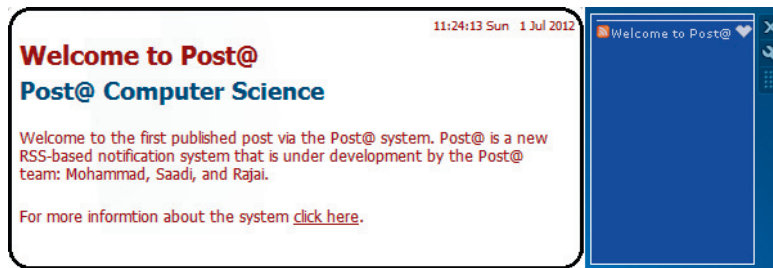 11:24:13 Sun 1 Jul 2012
Welcome to Post@
Post@ Computer Science
Welcome to the first published post via the Post@ system. Post@ is a new
RSS-based notification system that is under development by the Post@
team: Mohammad, Saadi, and Rajai.
For more informtion about the system click here.
Welcome to Post@